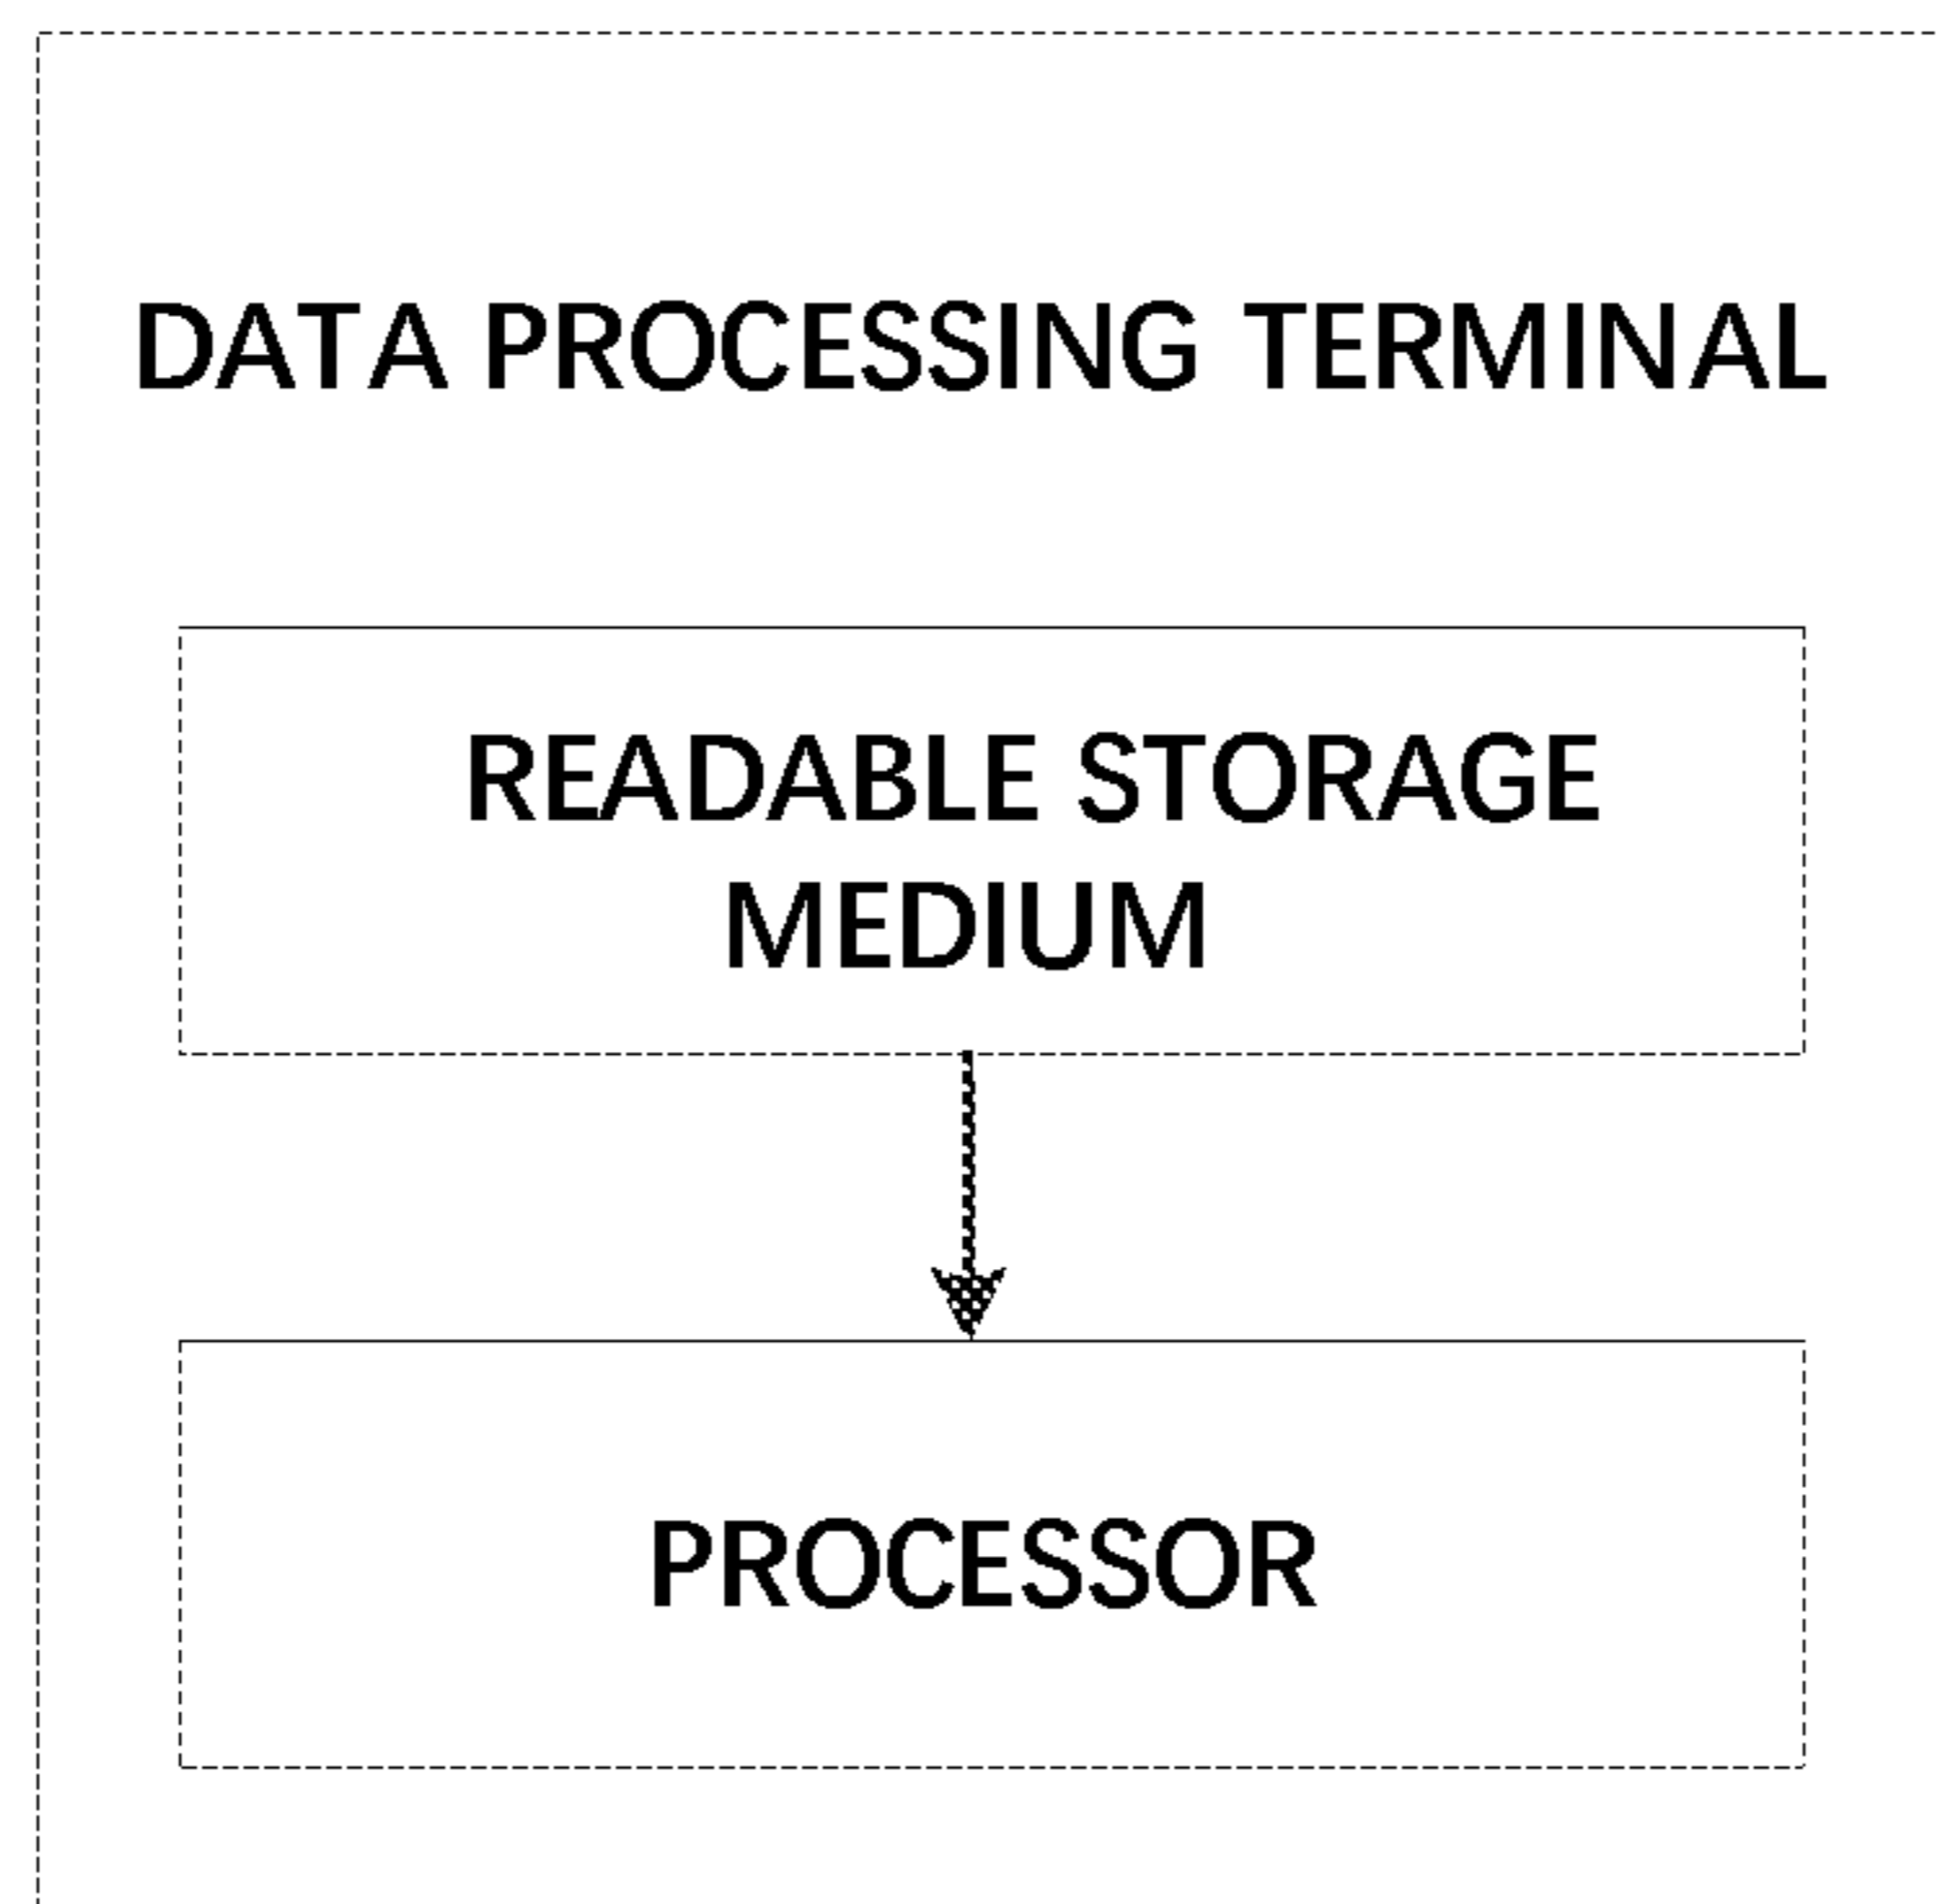 DATA PROCESSING TERMINAL
READABLE STORAGE
MEDIUM
PROCESSOR